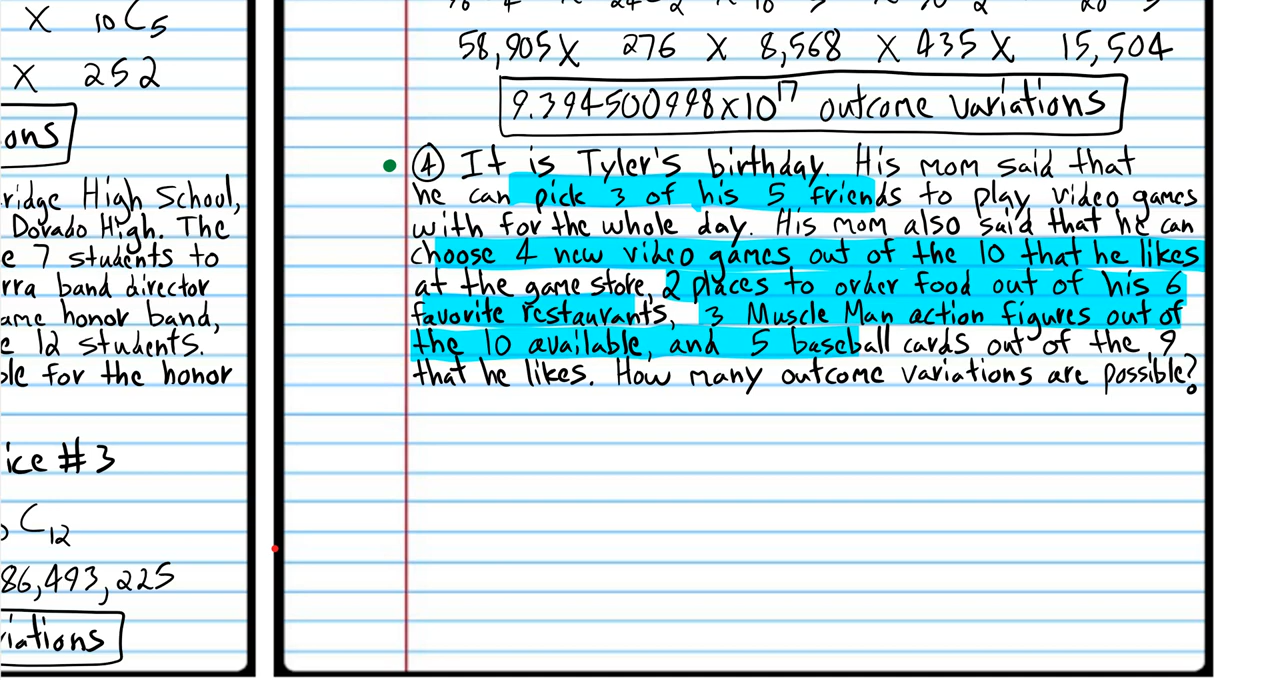 X 10C5
X 252
ons
ridge High School,
Dorado High. The
e 7 students to
rra band director
ame honor band,
e 12 students.
ole for the honor
ice #3
C12
86,493,225
iations
58,905 X 276 X 8,568 X 435 X 15,504
9.394500998x10^17 outcome variations
④ It is Tyler's birthday. His mom said that
he can pick 3 of his 5 friends to play video games
with for the whole day. His mom also said that he can
choose 4 new video games out of the 10 that he likes
at the game store, 2 places to order food out of his 6
favorite restaurants, 3 Muscle Man action figures out of
the 10 available, and 5 baseball cards out of the 9
that he likes. How many outcome variations are possible?